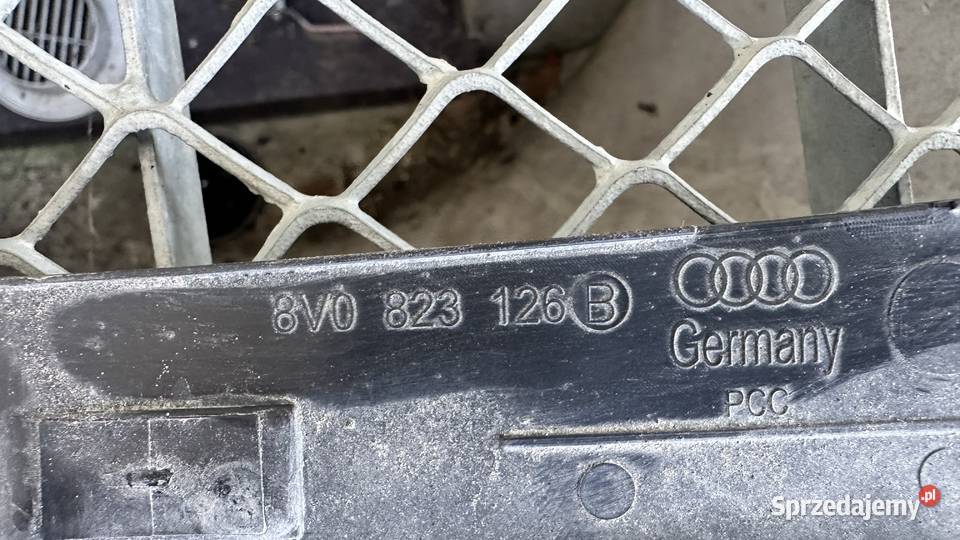 8V0 823 126 B
Germany
PCC
Sprzedajemy.pl